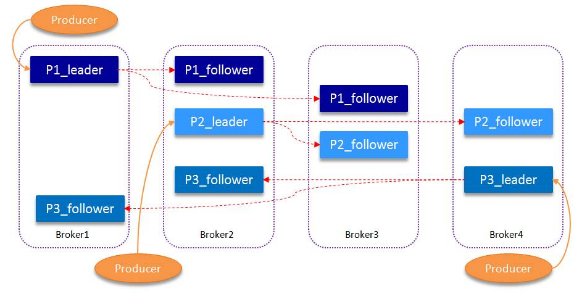 Producer
P1_leader
P1_follower
P1_follower
P2_leader
P2_follower
P2_follower
P3_follower
P3_leader
P3_follower
Broker1
Broker2
Broker3
Broker4
Producer
Producer